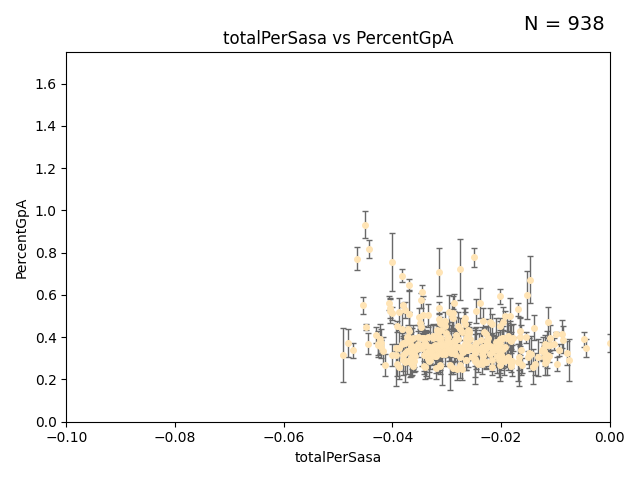 N = 938
totalPerSasa vs PercentGpA
PercentGpA
1.6
1.4
1.2
1.0
0.8
0.6
0.4
0.2
0.0
−0.10 −0.08 −0.06 −0.04 −0.02 0.00
totalPerSasa